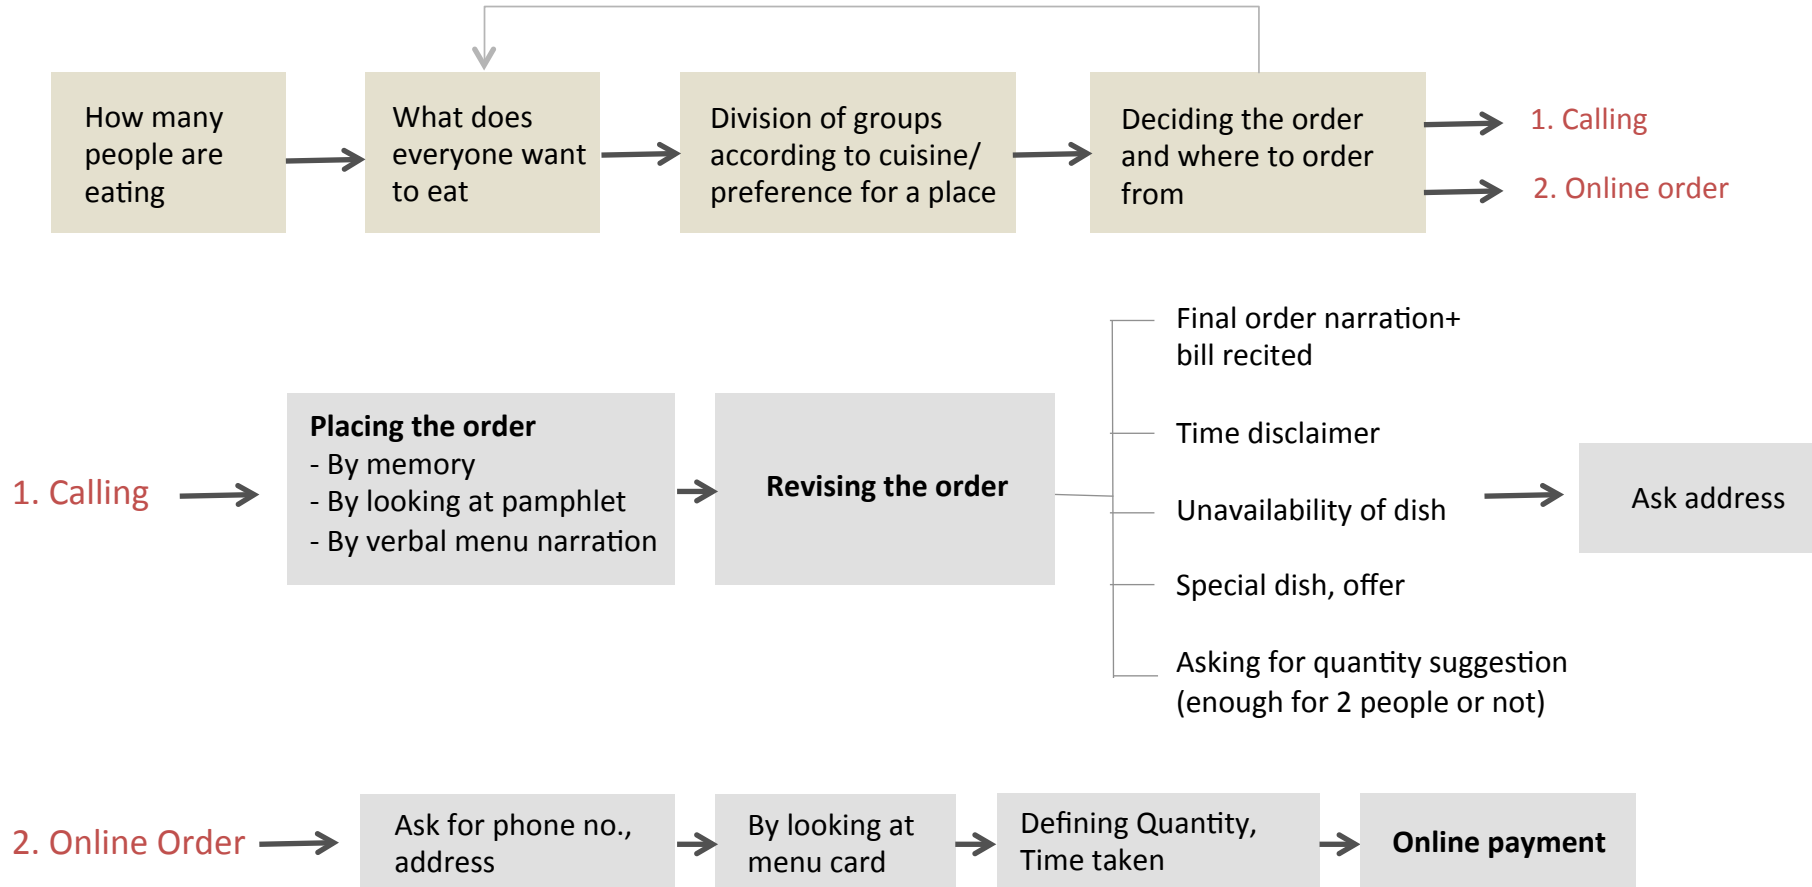 How many
people are
eating
What does
everyone want
to eat
Division of groups
according to cuisine/
preference for a place
Deciding the order
and where to order
from
1. Calling
2. Online order
1. Calling
Placing the order
- By memory
- By looking at pamphlet
- By verbal menu narration
Revising the order
Final order narration+
bill recited
Time disclaimer
Unavailability of dish
Special dish, offer
Asking for quantity suggestion
(enough for 2 people or not)
Ask address
2. Online Order
Ask for phone no.,
address
By looking at
menu card
Defining Quantity,
Time taken
Online payment